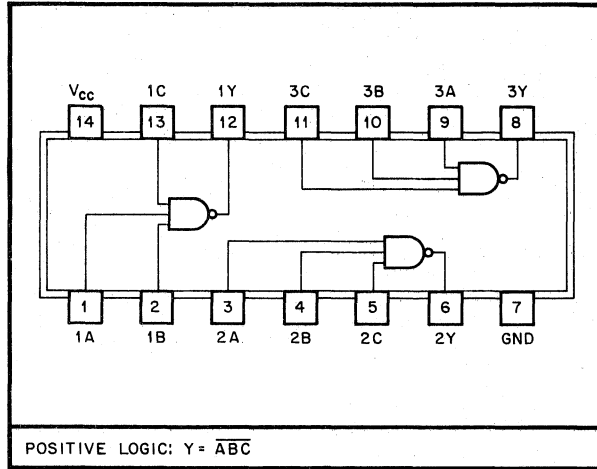 VCC 1C 1Y 3C 3B 3A 3Y
14 13 12 11 10 9 8
1 2 3 4 5 6 7
1A 1B 2A 2B 2C 2Y GND
POSITIVE LOGIC: Y = A̅B̅C̅